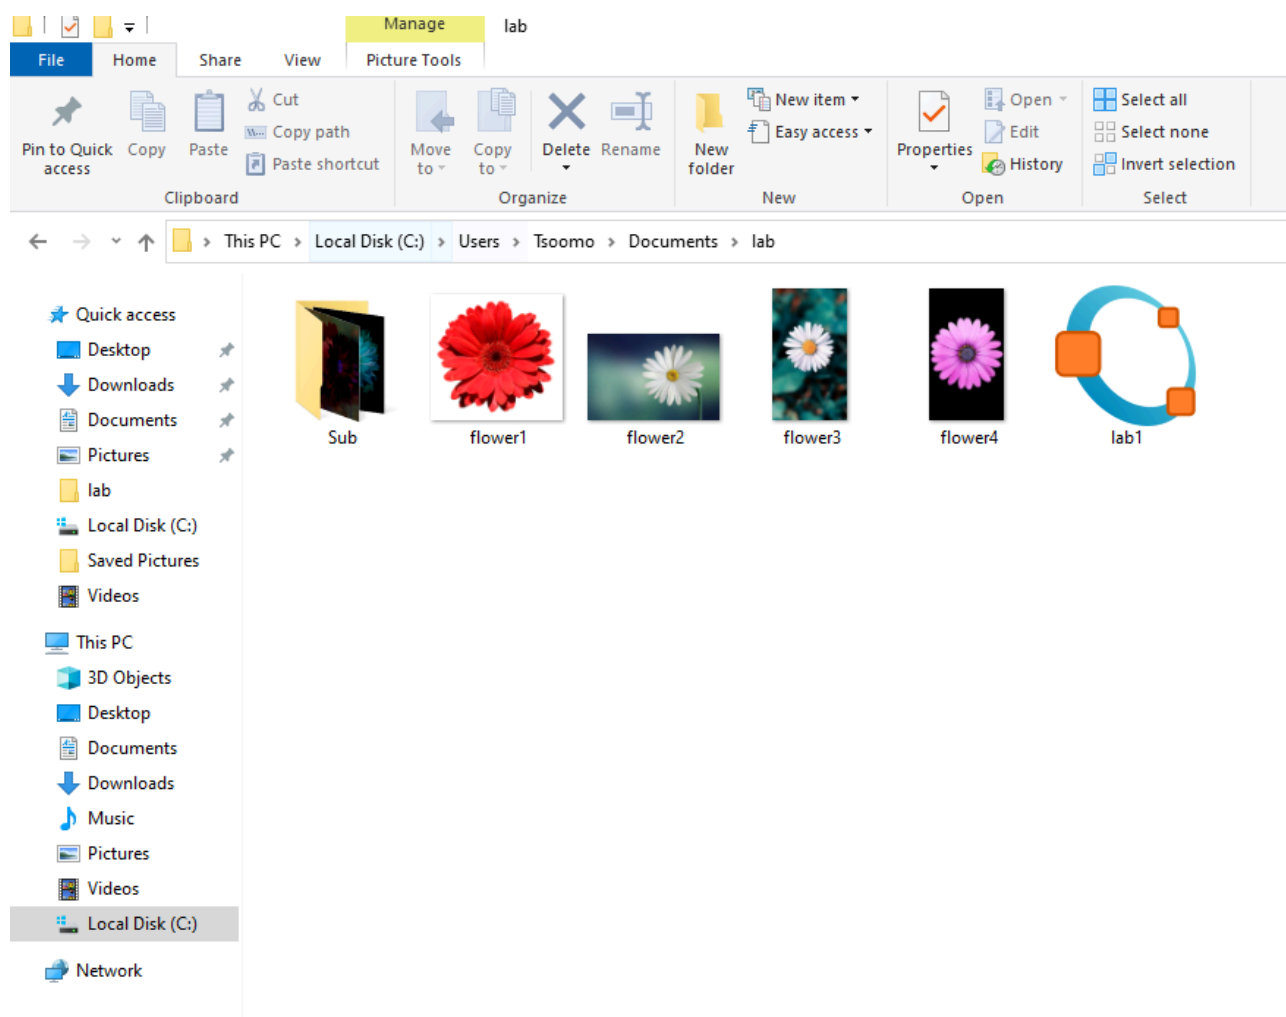 Manage
lab
File
Home
Share
View
Picture Tools
Pin to Quick access
Copy
Paste
Cut
Copy path
Paste shortcut
Clipboard
Move to
Copy to
Delete
Rename
Organize
New folder
New item
Easy access
New
Properties
Open
Edit
History
Open
Select all
Select none
Invert selection
Select
This PC > Local Disk (C:) > Users > Tsoomo > Documents > lab
Quick access
Desktop
Downloads
Documents
Pictures
lab
Local Disk (C:)
Saved Pictures
Videos
This PC
3D Objects
Desktop
Documents
Downloads
Music
Pictures
Videos
Local Disk (C:)
Network
Sub
flower1
flower2
flower3
flower4
lab1